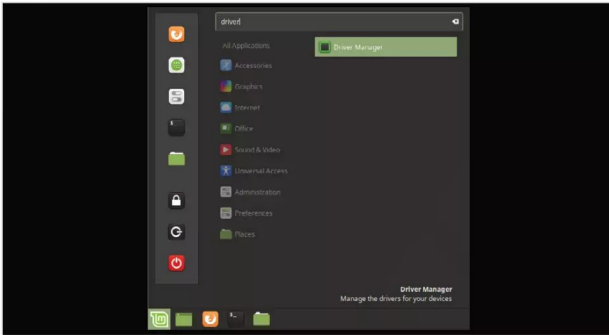 driver
All Applications
Driver Manager
Accessories
Graphics
Internet
Office
Sound & Video
Universal Access
Administration
Preferences
Places
Driver Manager
Manage the drivers for your devices